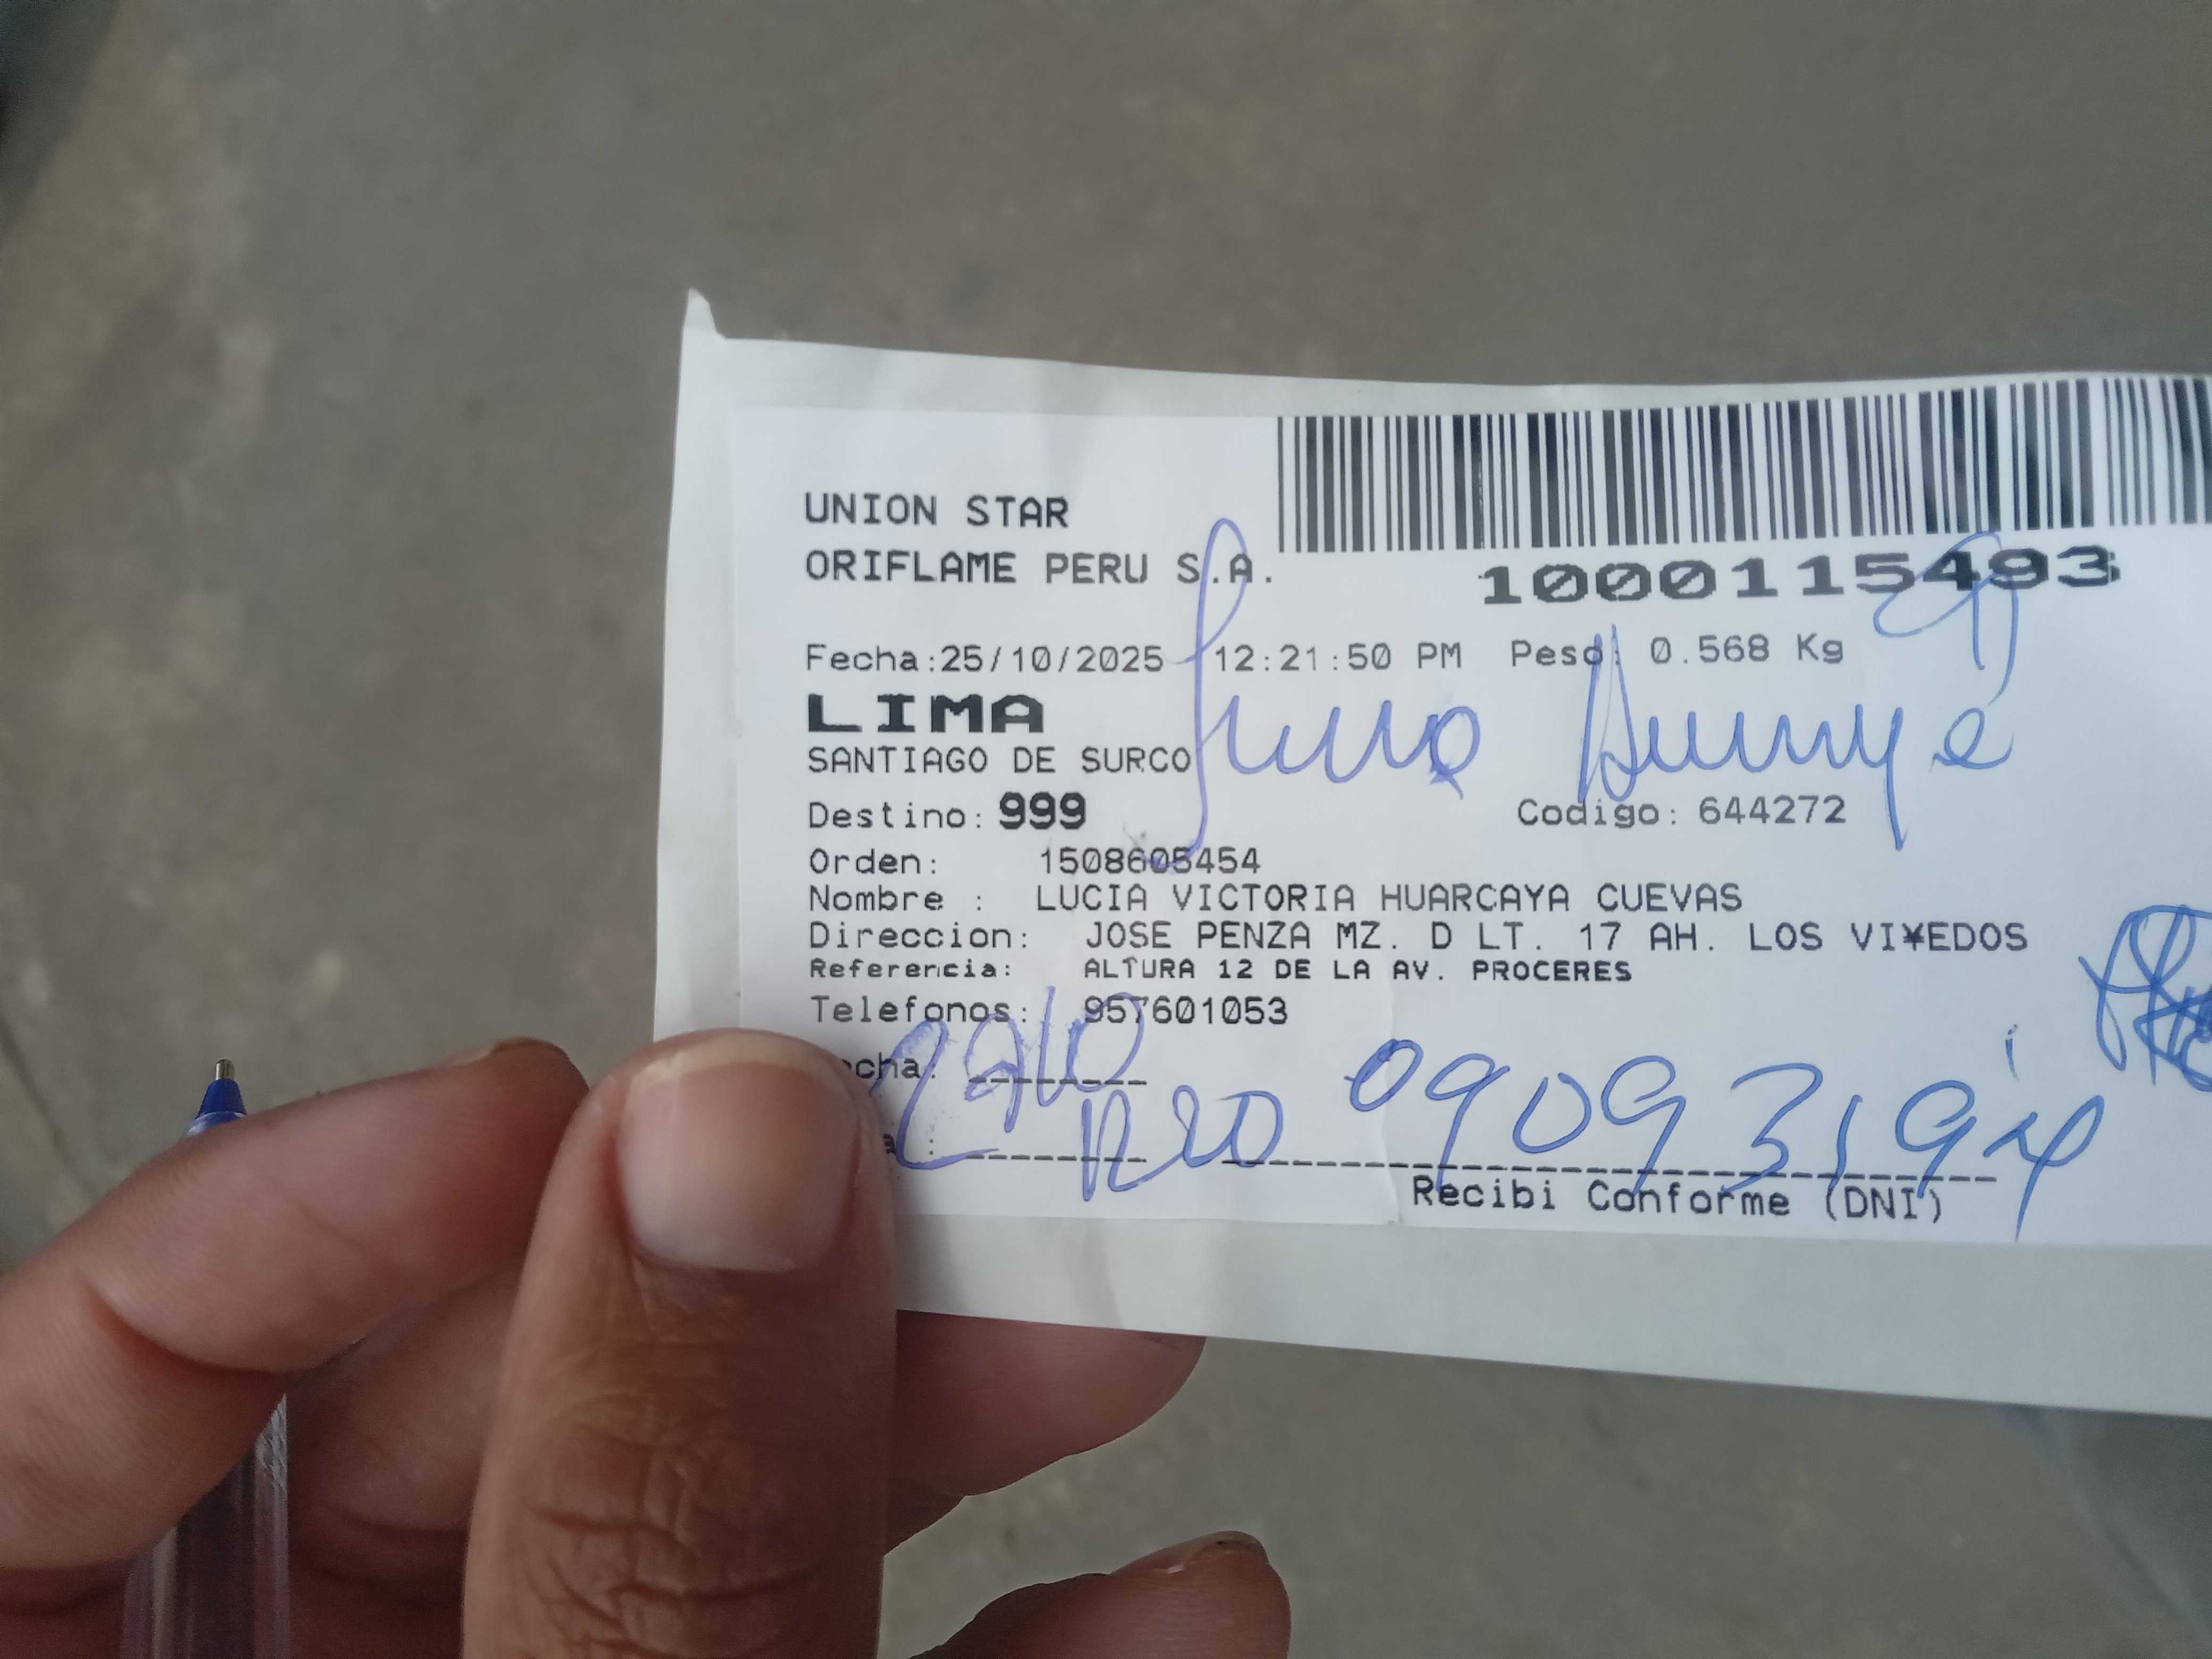 UNION STAR
ORIFLAME PERU S.A.
1000115493
Fecha:25/10/2025 12:21:50 PM Peso: 0.568 Kg
LIMA
SANTIAGO DE SURCO
Destino: 999 Codigo: 644272
Orden: 1508605454
Nombre : LUCIA VICTORIA HUARCAYA CUEVAS
Direccion: JOSE PENZA MZ. D LT. 17 AH. LOS VI¥EDOS
Referencia: ALTURA 12 DE LA AV. PROCERES
Telefonos: 957601053
cha:
Recibi Conforme (DNI)